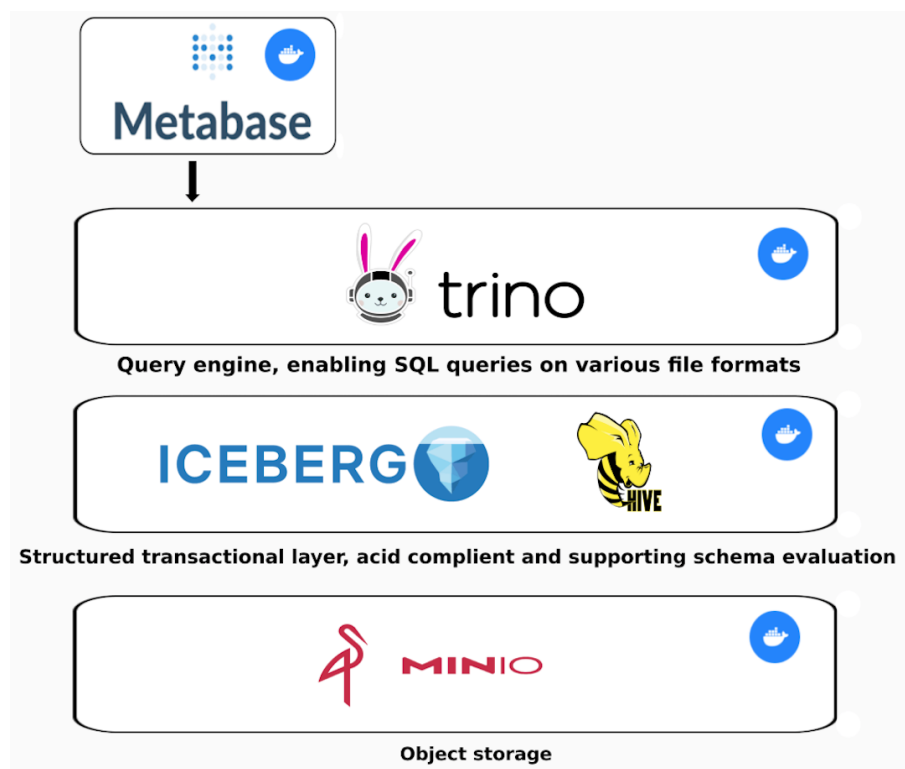 Metabase
trino
Query engine, enabling SQL queries on various file formats
ICEBERG
HIVE
Structured transactional layer, acid complient and supporting schema evaluation
MINIO
Object storage